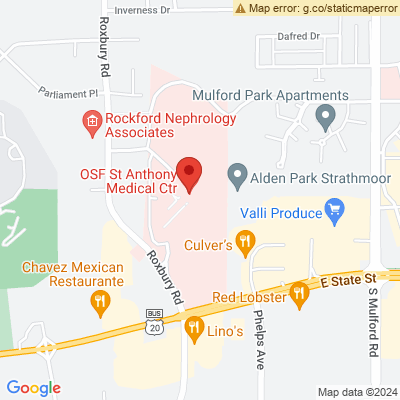 Map error: g.co/staticmaperror
Inverness Dr
Dafred Dr
Roxbury Rd
Parliament Pl
Mulford Park Apartments
Rockford Nephrology
Associates
OSF St Anthony
Medical Ctr
Alden Park Strathmoor
Valli Produce
Culver's
Chavez Mexican
Restaurante
Roxbury Rd
E State St
Red Lobster
BUS
20
Lino's
Phelps Ave
S Mulford Rd
Google
Map data ©2024